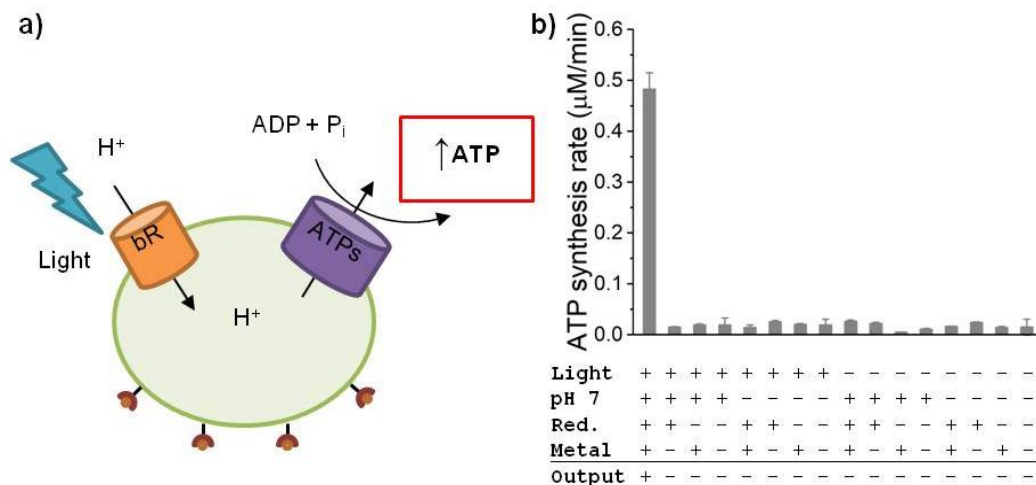 a)
H⁺
ADP + Pᵢ
↑ATP
Light
bR
ATPs
H⁺
b)
ATP synthesis rate (μM/min)
0.6
0.5
0.4
0.3
0.2
0.1
0.0
Light + + + + + + + + − − − − − − − −
pH 7 + + + + − − − − + + + + − − − −
Red. + + − − + + − − + + − − + + − −
Metal + − + − + − + − + − + − + − + −
Output + − − − − − − − − − − − − − − −